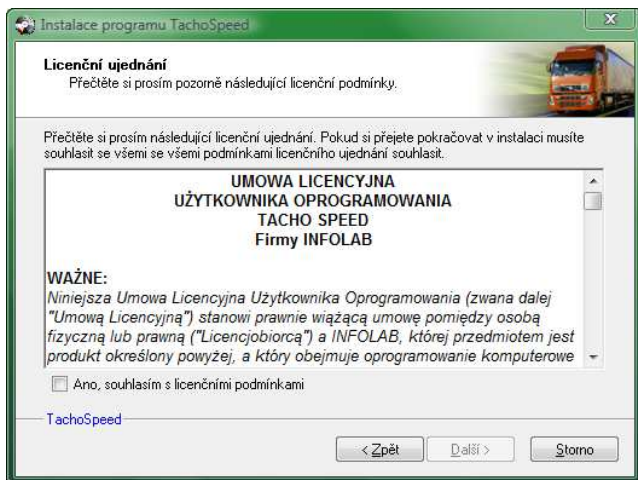 Instalace programu TachoSpeed
Licenční ujednání
Přečtěte si prosím pozorně následující licenční podmínky.
Přečtěte si prosím následující licenční ujednání. Pokud si přejete pokračovat v instalaci musíte
souhlasit se všemi se všemi podmínkami licenčního ujednání souhlasit.
UMOWA LICENCYJNA
UŻYTKOWNIKA OPROGRAMOWANIA
TACHO SPEED
Firmy INFOLAB
WAŻNE:
Niniejsza Umowa Licencyjna Użytkownika Oprogramowania (zwana dalej
"Umową Licencyjną") stanowi prawnie wiążącą umowę pomiędzy osobą
fizyczną lub prawną ("Licencjobiorcą") a INFOLAB, której przedmiotem jest
produkt określony powyżej, a który obejmuje oprogramowanie komputerowe
Ano, souhlasím s licenčními podmínkami
TachoSpeed
< Zpět
Další >
Storno